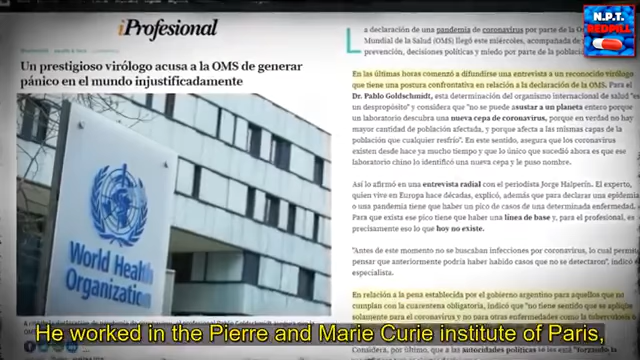 N.P.T.
REDPILL
iProfesional
Un prestigioso virólogo acusa a la OMS de generar
pánico en el mundo injustificadamente
World Health
Organization
La declaración de una pandemia de coronavirus por parte de la
Mundial de la Salud (OMS) llegó este miércoles, acompañada de
prevención, decisiones políticas y miedo por parte de la población
En las últimas horas comenzó a difundirse una entrevista a un reconocido virólogo
que tiene una postura confrontativa en relación a la declaración de la OMS. Para el
Dr. Pablo Goldschmidt, esta determinación del organismo internacional de salud "es
un despropósito" y considera que "no se puede asustar a un planeta entero porque
un laboratorio descubra una nueva cepa de coronavirus, porque en verdad no hay
mayor cantidad de población afectada, y porque afecta a las mismas capas de la
población que cualquier resfrío". En este sentido, asegura que los coronavirus
existen desde hace ya mucho tiempo y que lo único que sucedió ahora es que ese
laboratorio chino lo identificó una nueva cepa y le puso nombre.
Así lo afirmó en una entrevista radial con el periodista Jorge Halperín. El experto,
quien vive en Europa hace décadas, explicó, además que para declarar una epidemia
o una pandemia tiene que haber un pico de casos de una determinada enfermedad.
Para que exista ese pico tiene que haber una línea de base y, para el profesional, es
precisamente eso lo que hoy no existe.
"Antes de este momento no se buscaban infecciones por coronavirus, lo cual permite
pensar que anteriormente podría haber habido casos que no se detectaron", indicó el
especialista.
En relación a la pena establecida por el gobierno argentino para aquellos que no
cumplan con la cuarentena obligatoria, indicó que "no tiene sentido que se aplique
solamente para el coronavirus y no para otras enfermedades como la tuberculosis
He worked in the Pierre and Marie Curie institute of Paris,